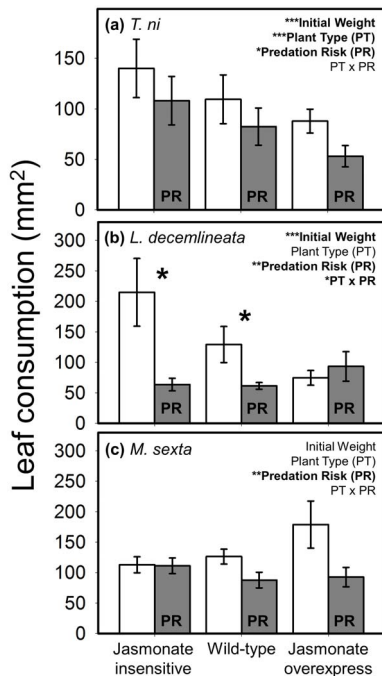 Leaf consumption (mm²)
(a) T. ni
***Initial Weight
***Plant Type (PT)
*Predation Risk (PR)
PT x PR
150
100
50
0
PR
PR
PR
(b) L. decemlineata
***Initial Weight
Plant Type (PT)
**Predation Risk (PR)
*PT x PR
300
250
200
150
100
50
0
*
*
PR
PR
PR
(c) M. sexta
Initial Weight
Plant Type (PT)
**Predation Risk (PR)
PT x PR
300
250
200
150
100
50
0
PR
PR
PR
Jasmonate
insensitive
Wild-type
Jasmonate
overexpress